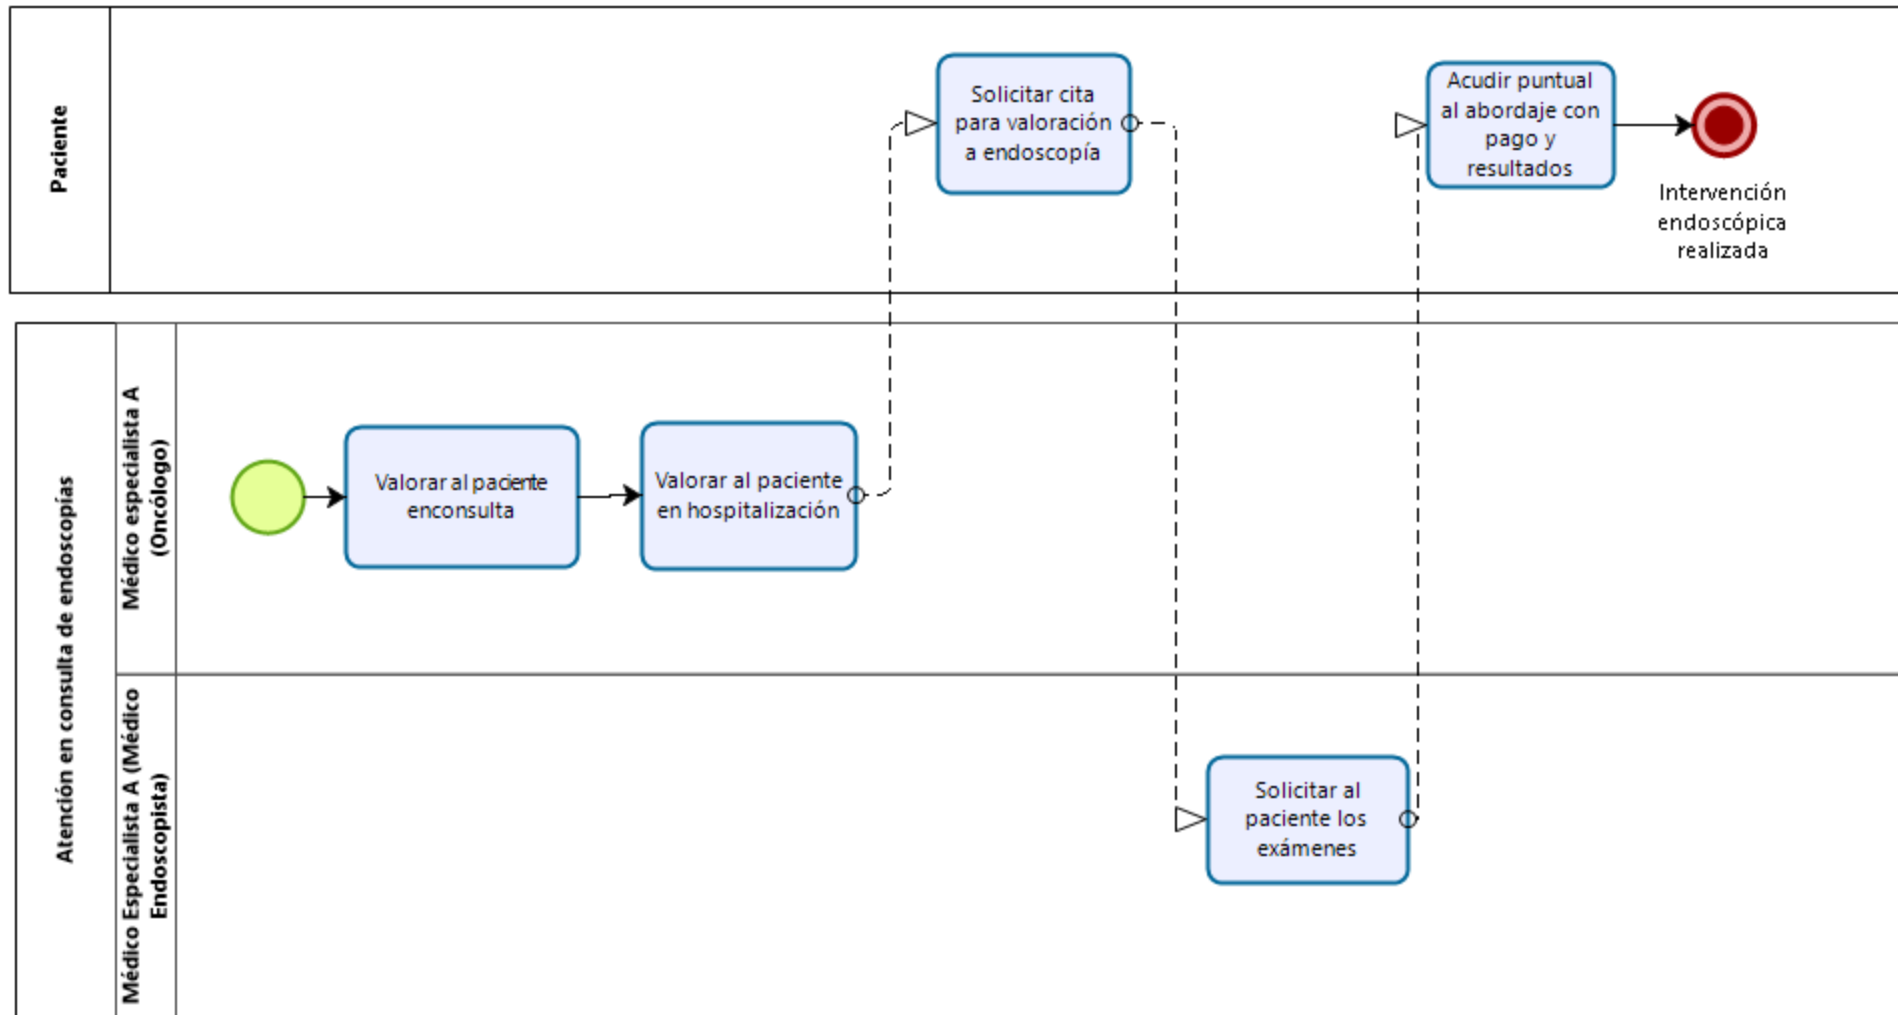 Paciente
Solicitar cita
para valoración
a endoscopía
Acudir puntual
al abordaje con
pago y
resultados
Intervención
endoscópica
realizada
Atención en consulta de endoscopías
Médico especialista A
(Oncólogo)
Valorar al paciente
enconsulta
Valorar al paciente
en hospitalización
Médico Especialista A (Médico
Endoscopista)
Solicitar al
paciente los
exámenes